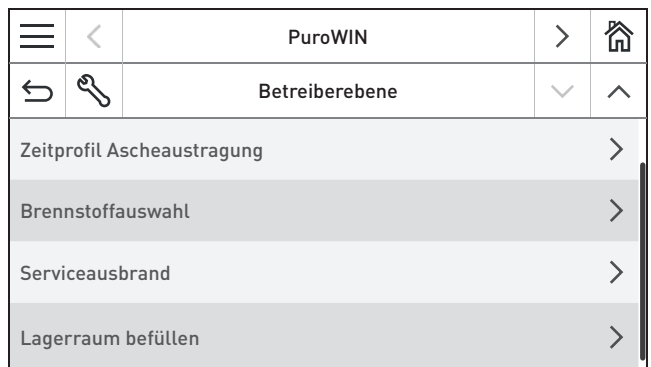 PuroWIN
Betreiberebene
Zeitprofil Ascheaustragung
Brennstoffauswahl
Serviceausbrand
Lagerraum befüllen